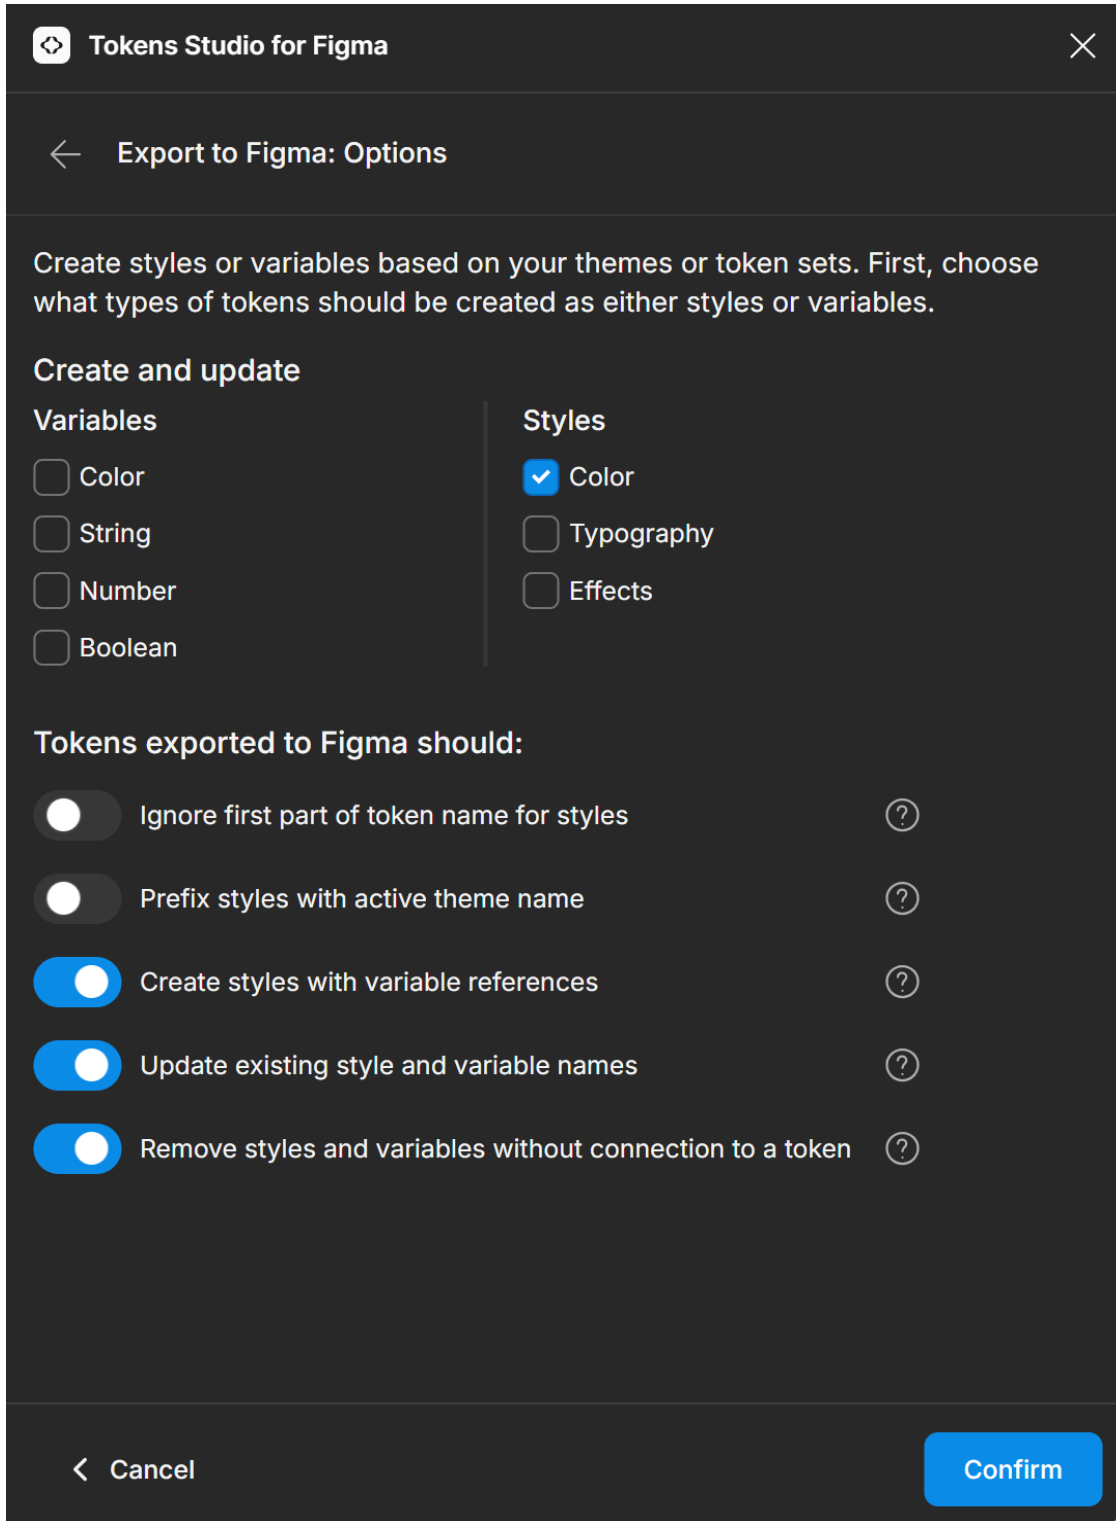 Tokens Studio for Figma
Export to Figma: Options
Create styles or variables based on your themes or token sets. First, choose
what types of tokens should be created as either styles or variables.
Create and update
Variables
Color
String
Number
Boolean
Styles
Color
Typography
Effects
Tokens exported to Figma should:
Ignore first part of token name for styles
Prefix styles with active theme name
Create styles with variable references
Update existing style and variable names
Remove styles and variables without connection to a token
Cancel
Confirm